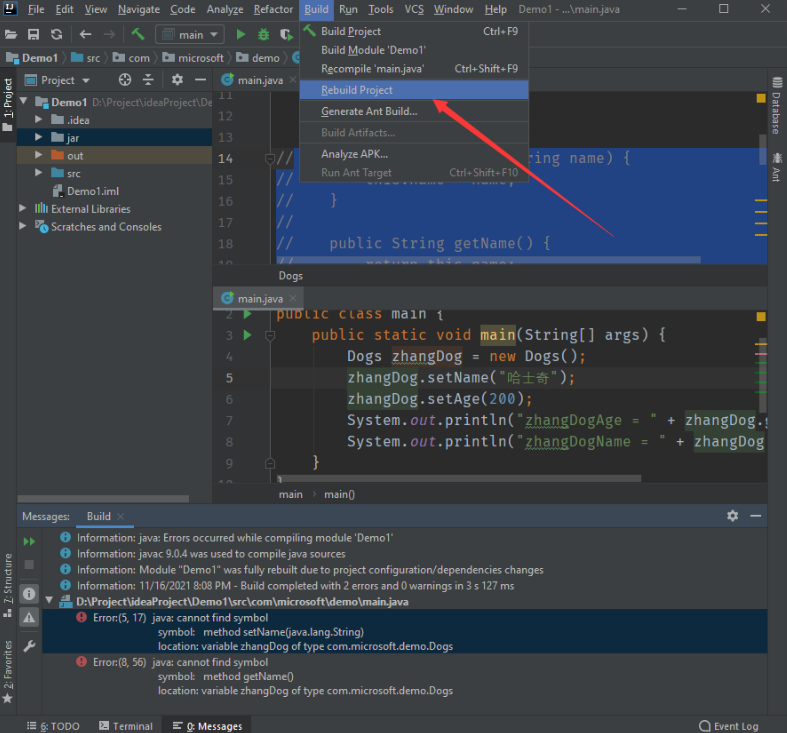 File Edit View Navigate Code Analyze Refactor Build Run Tools VCS Window Help Demo1 - ...\main.java
main
Demo1 src com microsoft demo
Build Project Ctrl+F9
Build Module 'Demo1'
Recompile 'main.java' Ctrl+Shift+F9
Rebuild Project
Generate Ant Build...
Build Artifacts...
Analyze APK...
Run Ant Target Ctrl+Shift+F10
1: Project
Project
Demo1 D:\Project\ideaProject\De
.idea
jar
out
src
Demo1.iml
External Libraries
Scratches and Consoles
main.java
11
12
13
14 // ring name) {
15 // name;
16 // }
17 //
18 // public String getName() {
// return this.name;
Dogs
Database
Ant
main.java
2 public class main {
3 public static void main(String[] args) {
4 Dogs zhangDog = new Dogs();
5 zhangDog.setName("哈士奇");
6 zhangDog.setAge(200);
7 System.out.println("zhangDogAge = " + zhangDog.g
8 System.out.println("zhangDogName = " + zhangDog
9 }
main main()
Messages: Build
Information: java: Errors occurred while compiling module 'Demo1'
Information: javac 9.0.4 was used to compile java sources
Information: Module "Demo1" was fully rebuilt due to project configuration/dependencies changes
Information: 11/16/2021 8:08 PM - Build completed with 2 errors and 0 warnings in 3 s 127 ms
D:\Project\ideaProject\Demo1\src\com\microsoft\demo\main.java
Error:(5, 17) java: cannot find symbol
symbol: method setName(java.lang.String)
location: variable zhangDog of type com.microsoft.demo.Dogs
Error:(8, 56) java: cannot find symbol
symbol: method getName()
location: variable zhangDog of type com.microsoft.demo.Dogs
7: Structure
2: Favorites
6: TODO Terminal 0: Messages Event Log